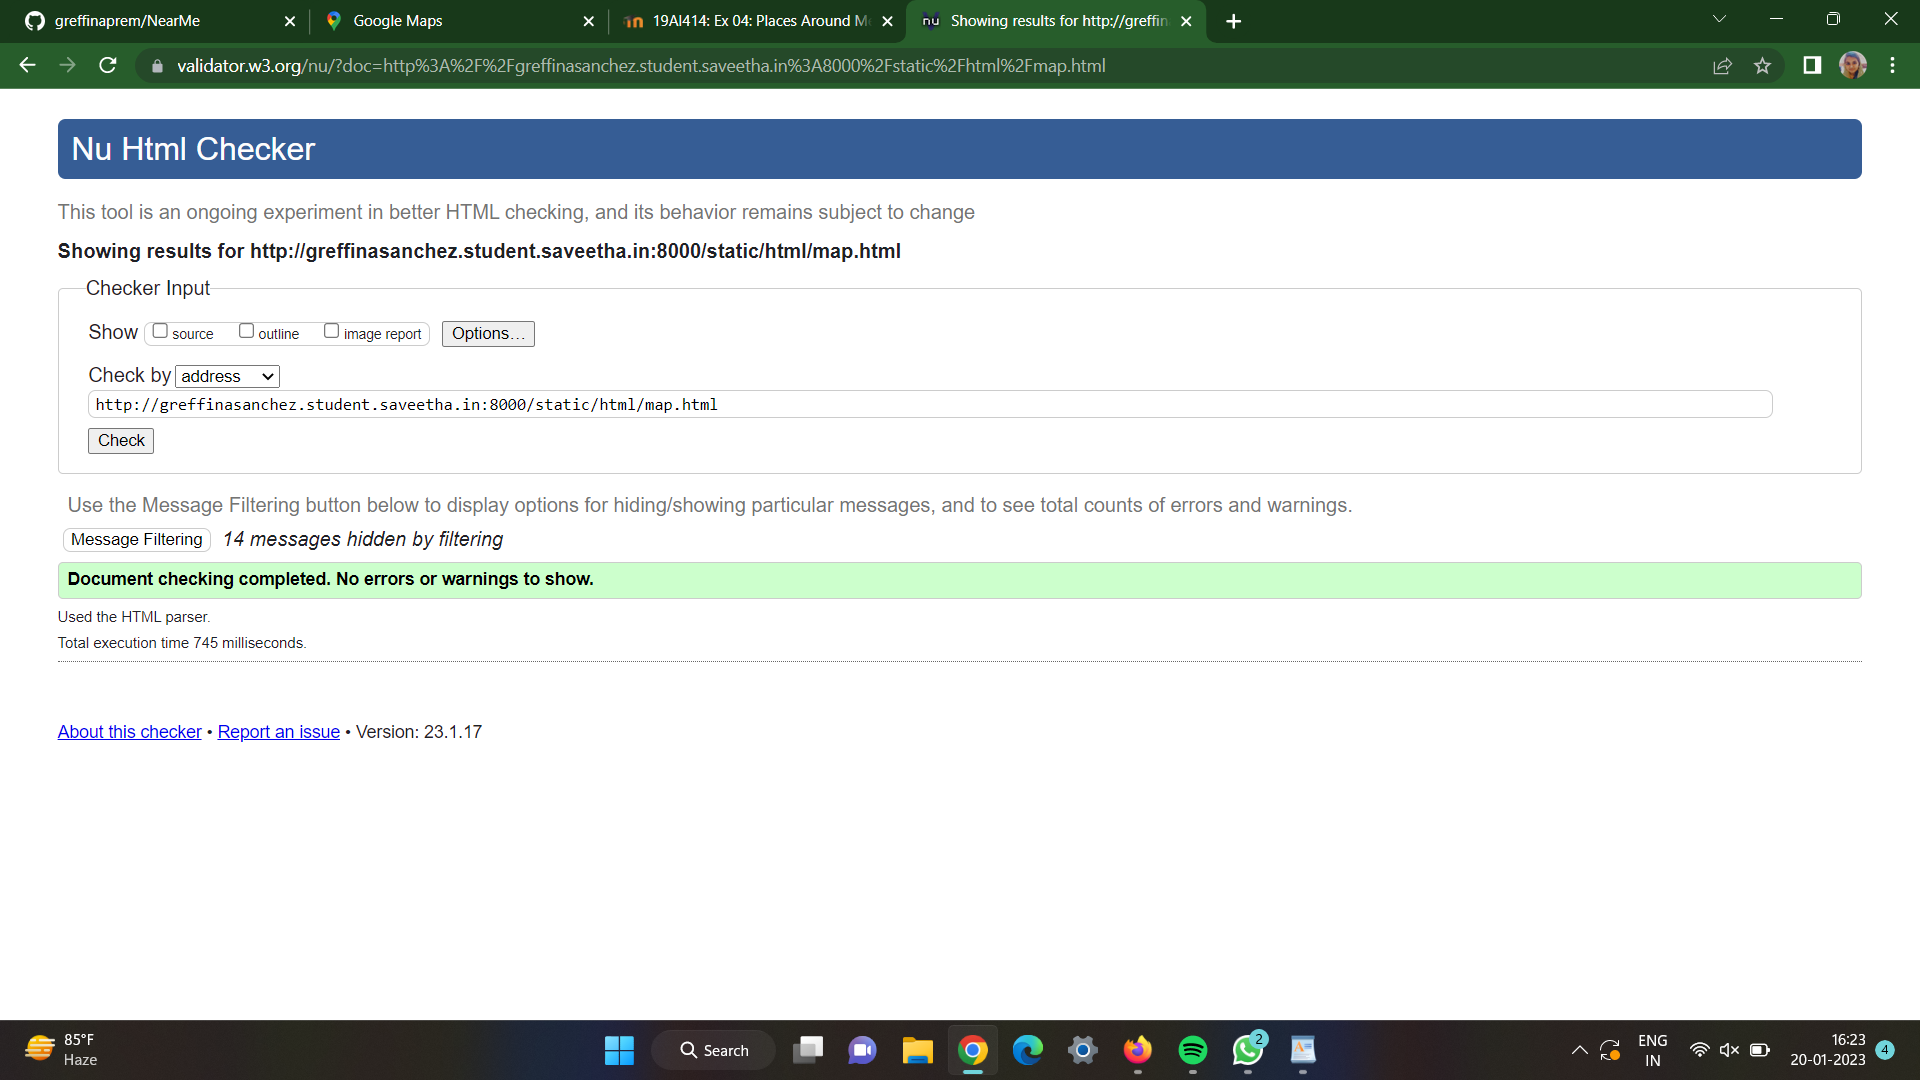 greffinaprem/NearMe
Google Maps
19AI414: Ex 04: Places Around Me
nu Showing results for http://greffin
validator.w3.org/nu/?doc=http%3A%2F%2Fgreffinasanchez.student.saveetha.in%3A8000%2Fstatic%2Fhtml%2Fmap.html
Nu Html Checker
This tool is an ongoing experiment in better HTML checking, and its behavior remains subject to change
Showing results for http://greffinasanchez.student.saveetha.in:8000/static/html/map.html
Checker Input
Show source outline image report Options...
Check by address
http://greffinasanchez.student.saveetha.in:8000/static/html/map.html
Check
Use the Message Filtering button below to display options for hiding/showing particular messages, and to see total counts of errors and warnings.
Message Filtering 14 messages hidden by filtering
Document checking completed. No errors or warnings to show.
Used the HTML parser.
Total execution time 745 milliseconds.
About this checker • Report an issue • Version: 23.1.17
85°F
Haze
Search
2
ENG
IN
16:23
20-01-2023
4